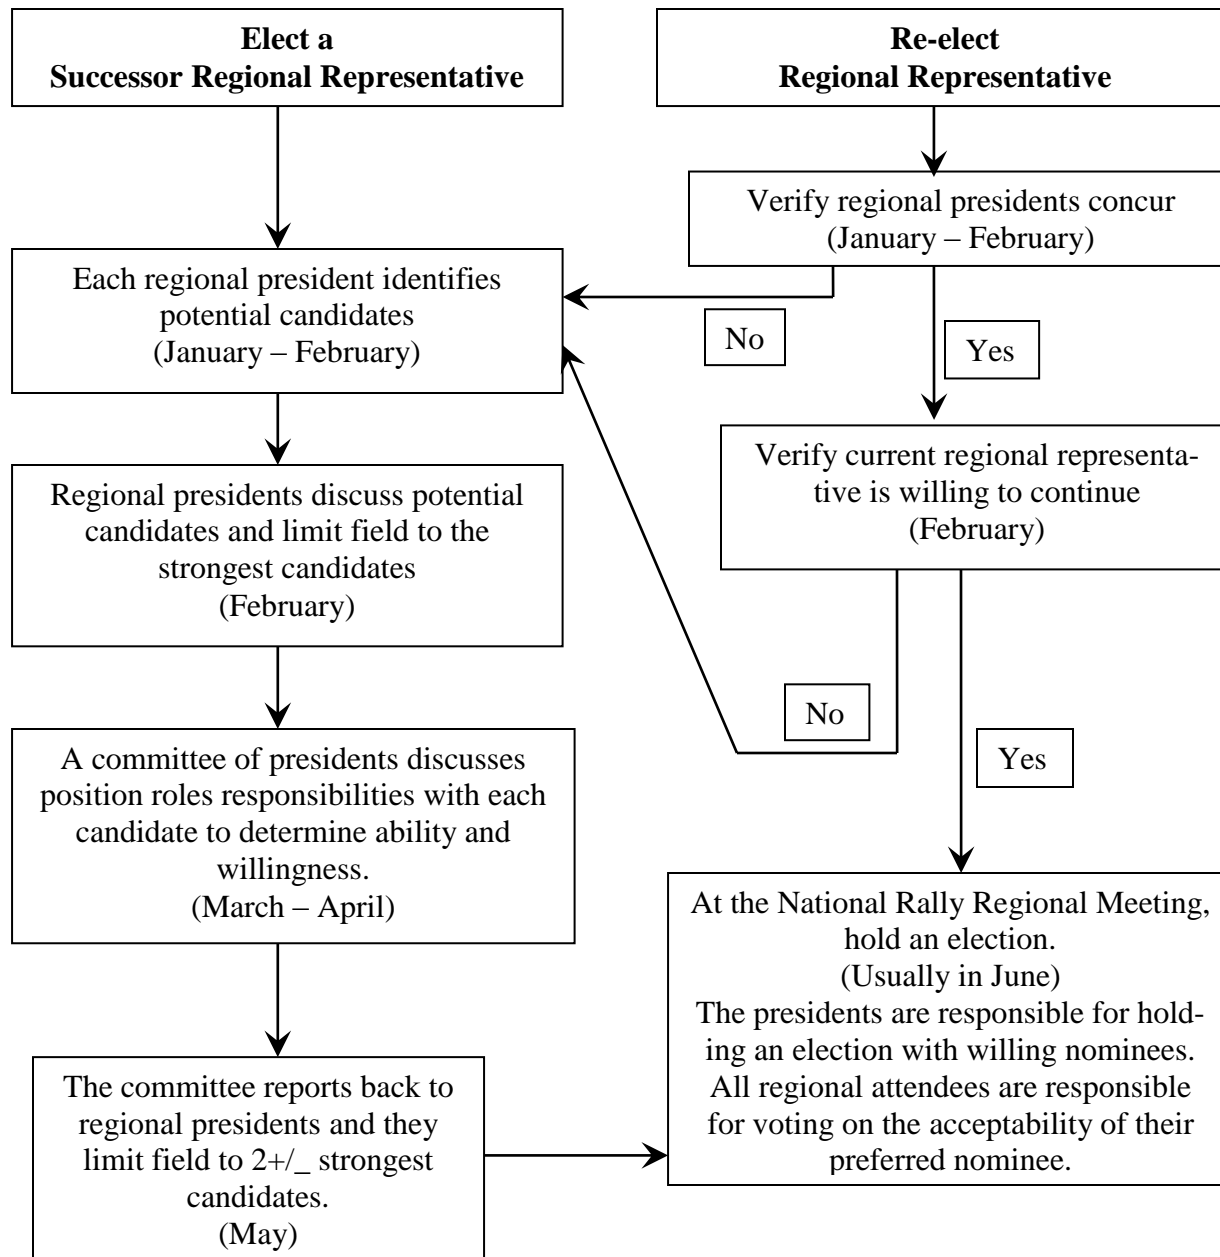 Elect a
Successor Regional Representative
Each regional president identifies
potential candidates
(January – February)
Regional presidents discuss potential
candidates and limit field to the
strongest candidates
(February)
A committee of presidents discusses
position roles responsibilities with each
candidate to determine ability and
willingness.
(March – April)
The committee reports back to
regional presidents and they
limit field to 2+/_ strongest
candidates.
(May)
Re-elect
Regional Representative
Verify regional presidents concur
(January – February)
No
Yes
Verify current regional representa-
tive is willing to continue
(February)
No
Yes
At the National Rally Regional Meeting,
hold an election.
(Usually in June)
The presidents are responsible for hold-
ing an election with willing nominees.
All regional attendees are responsible
for voting on the acceptability of their
preferred nominee.